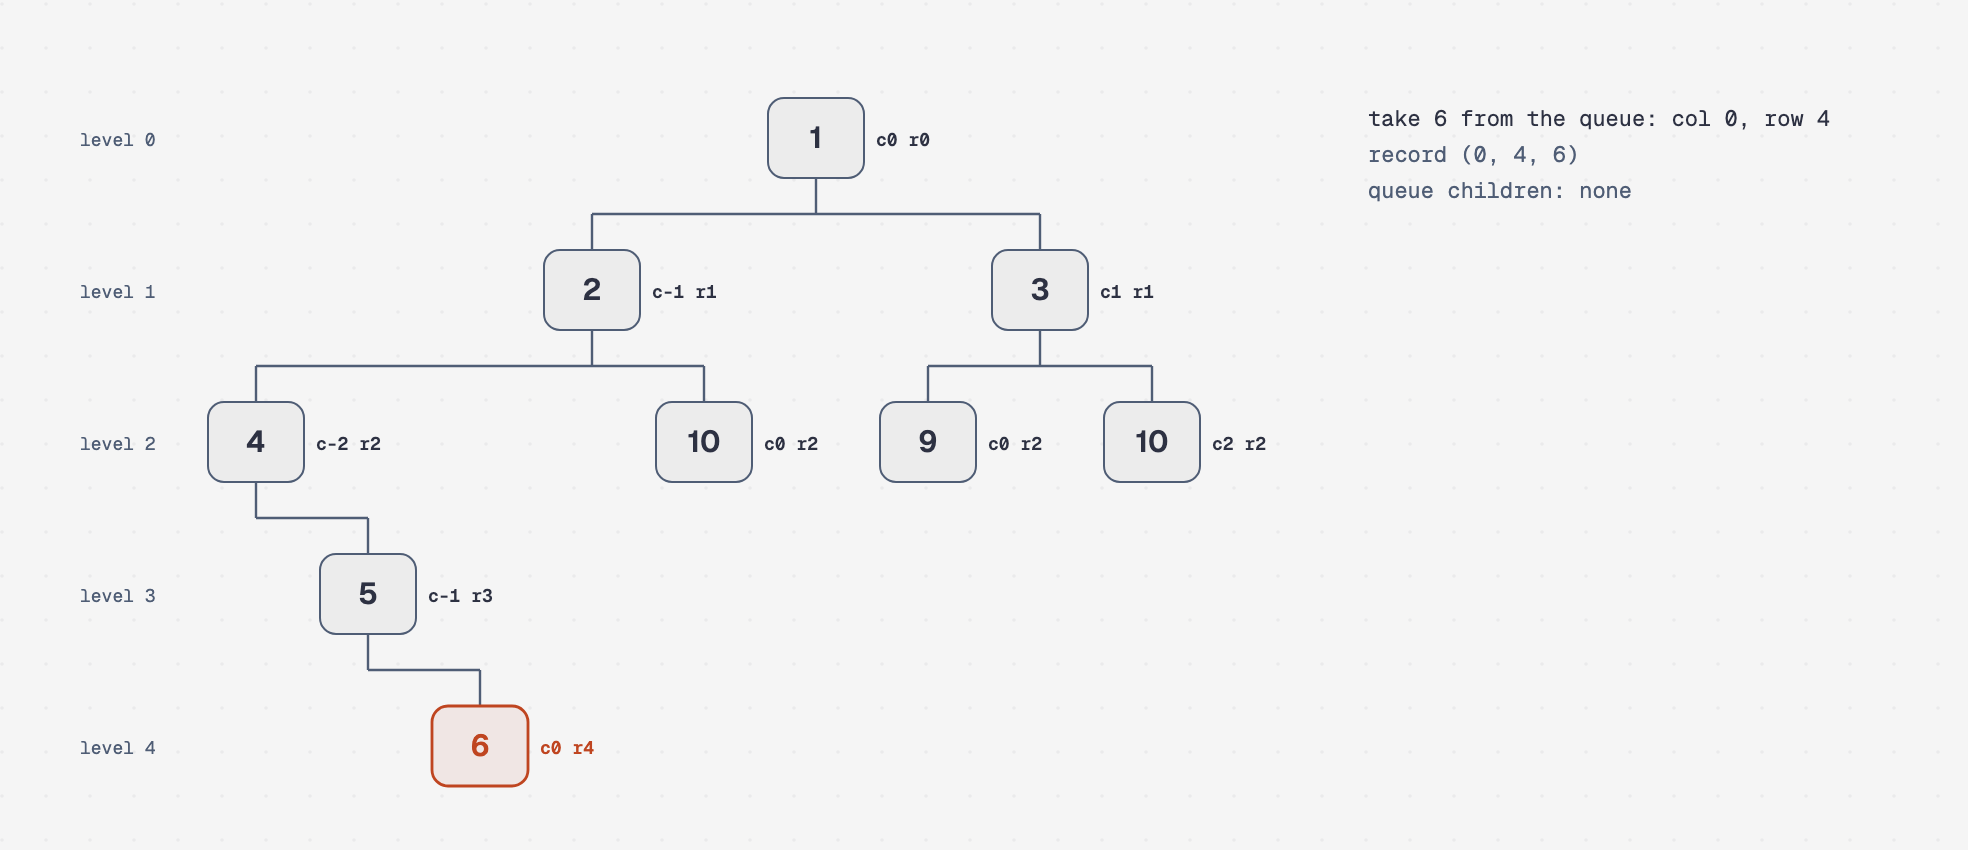 level 0
1 c0 r0
take 6 from the queue: col 0, row 4
record (0, 4, 6)
queue children: none
level 1
2 c-1 r1
3 c1 r1
level 2
4 c-2 r2
10 c0 r2
9 c0 r2
10 c2 r2
level 3
5 c-1 r3
level 4
6 c0 r4